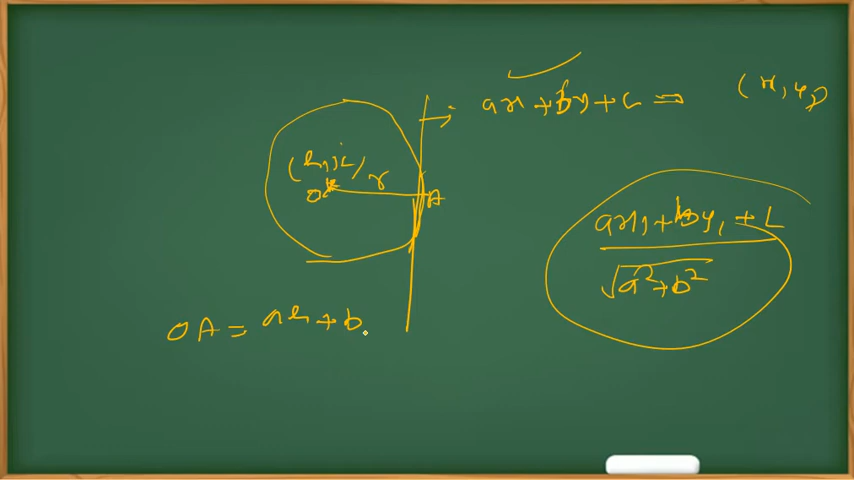 ax + by + c = (x, y)
(h, k) r
O A
ax₁ + by₁ + c
√a² + b²
OA = ah + b